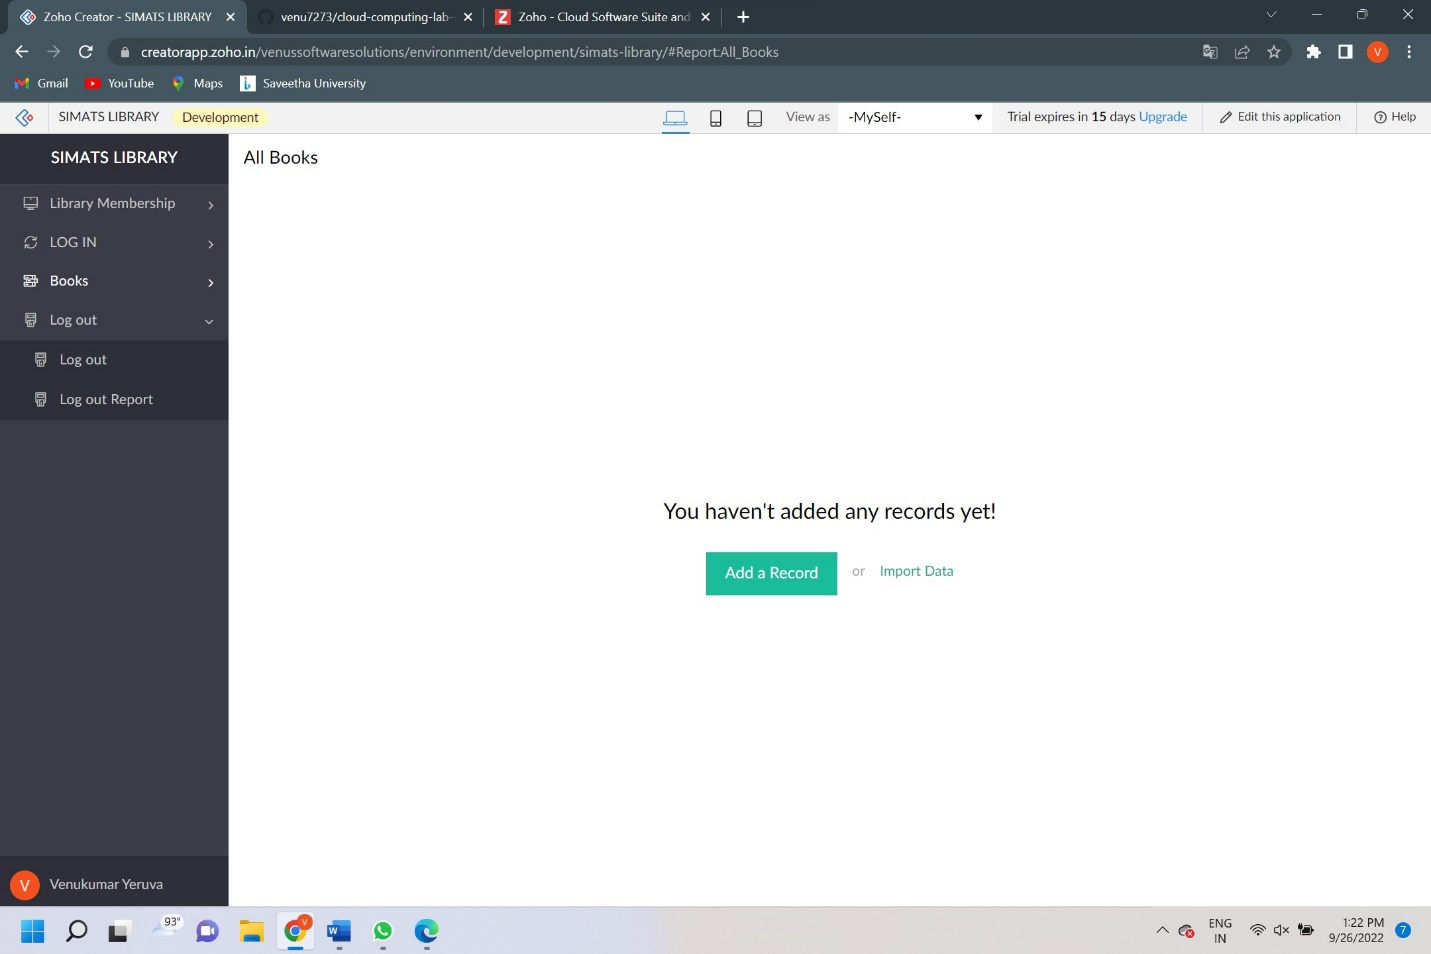 Zoho Creator - SIMATS LIBRARY
venu7273/cloud-computing-lab-
Z Zoho - Cloud Software Suite and
creatorapp.zoho.in/venussoftwaresolutions/environment/development/simats-library/#Report:All_Books
V
Gmail
YouTube
Maps
Saveetha University
SIMATS LIBRARY
Development
View as
-MySelf-
Trial expires in 15 days Upgrade
Edit this application
Help
SIMATS LIBRARY
All Books
Library Membership
LOG IN
Books
Log out
Log out
Log out Report
You haven't added any records yet!
Add a Record
or
Import Data
V
Venukumar Yeruva
93°
V
W
ENG
IN
1:22 PM
9/26/2022
7